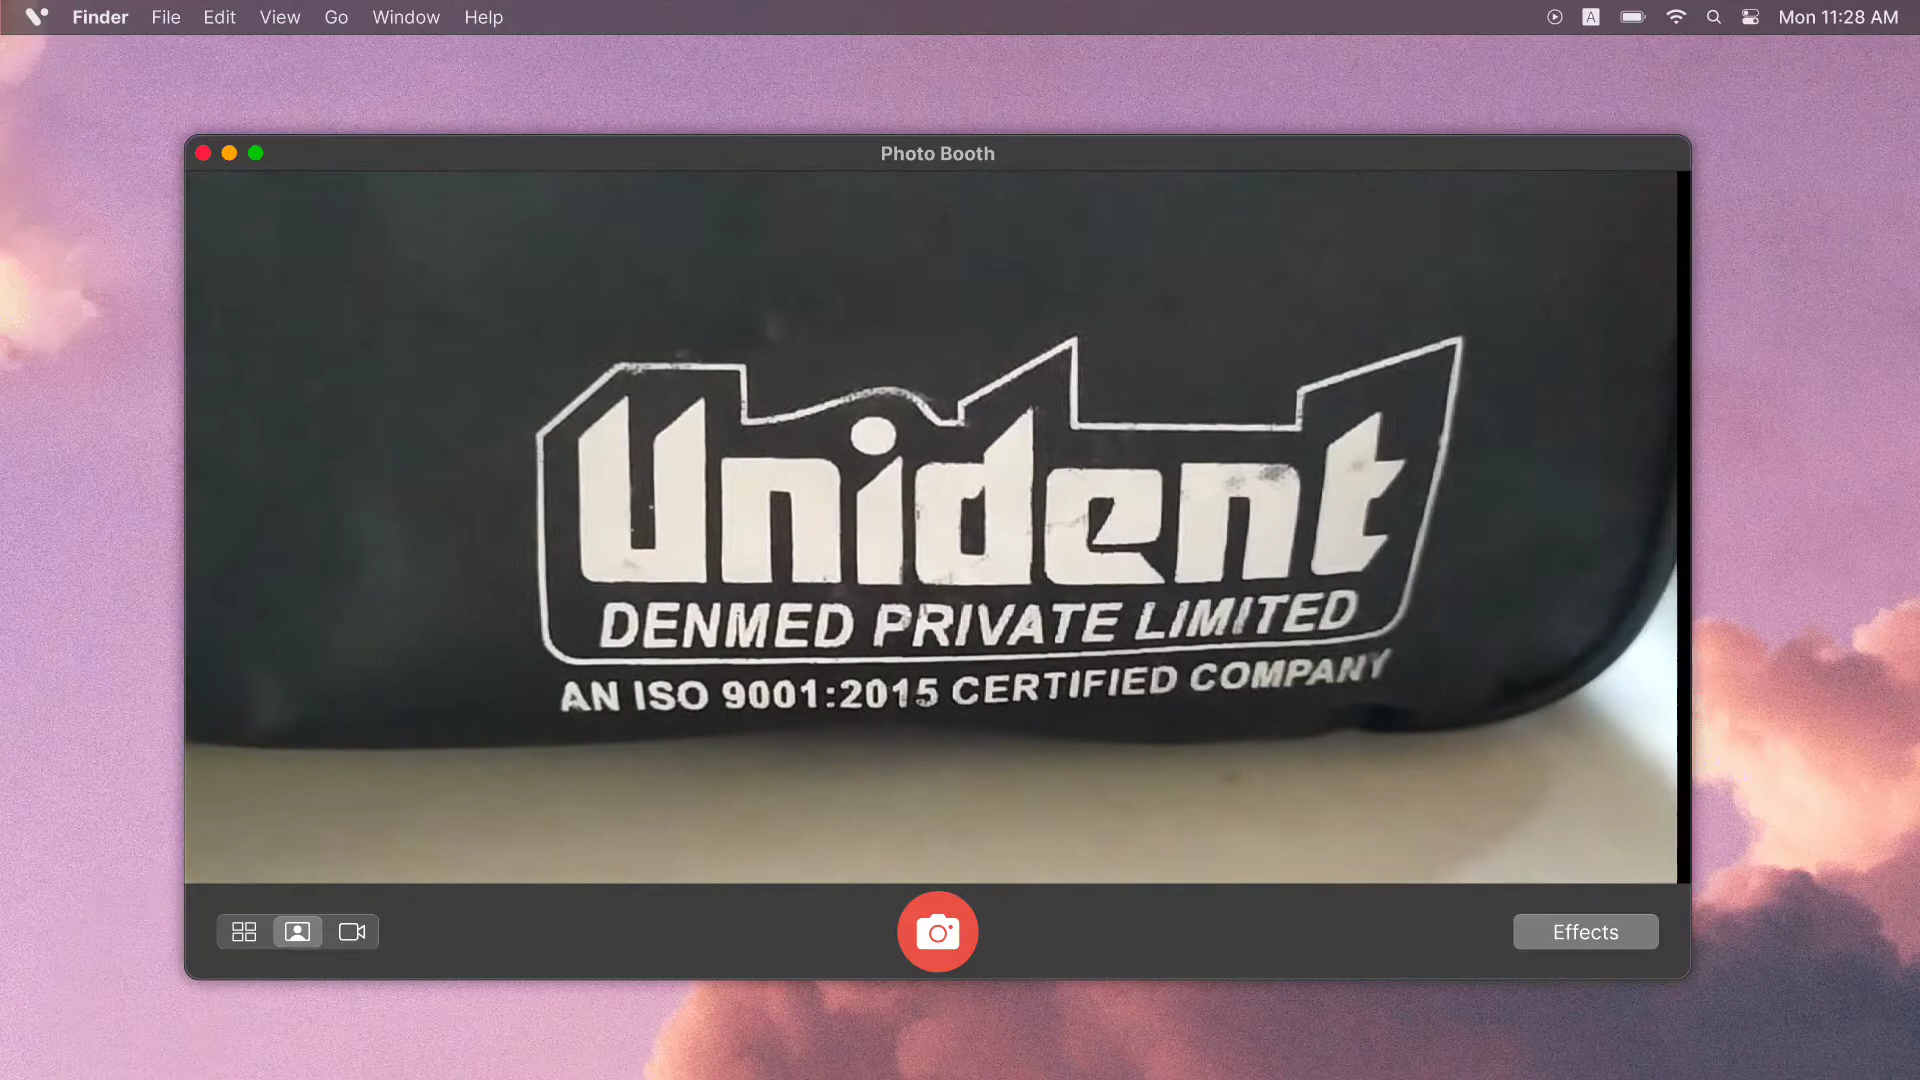 Finder File Edit View Go Window Help A Mon 11:28 AM
Photo Booth
Unident
DENMED PRIVATE LIMITED
AN ISO 9001:2015 CERTIFIED COMPANY
Effects